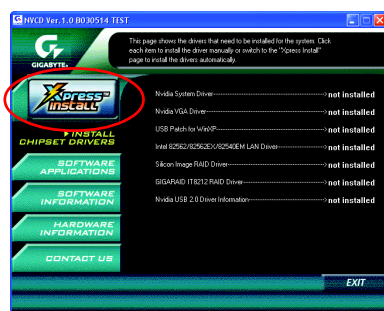 NVCD Ver.1.0 B030514 TEST
This page shows the drivers that need to be installed for the system. Click
each item to install the driver manually or switch to the "Xpress Install"
page to install the drivers automatically.
GIGABYTE
Xpress
INSTALL
INSTALL
CHIPSET DRIVERS
SOFTWARE
APPLICATIONS
SOFTWARE
INFORMATION
HARDWARE
INFORMATION
CONTACT US
Nvidia System Driver not installed
Nvidia VGA Driver not installed
USB Patch for WinXP not installed
Intel 82562/82562EX/82540EM LAN Driver not installed
Silicon Image RAID Driver not installed
GIGARAID IT8212 RAID Driver not installed
Nvidia USB 2.0 Driver Information not installed
EXIT